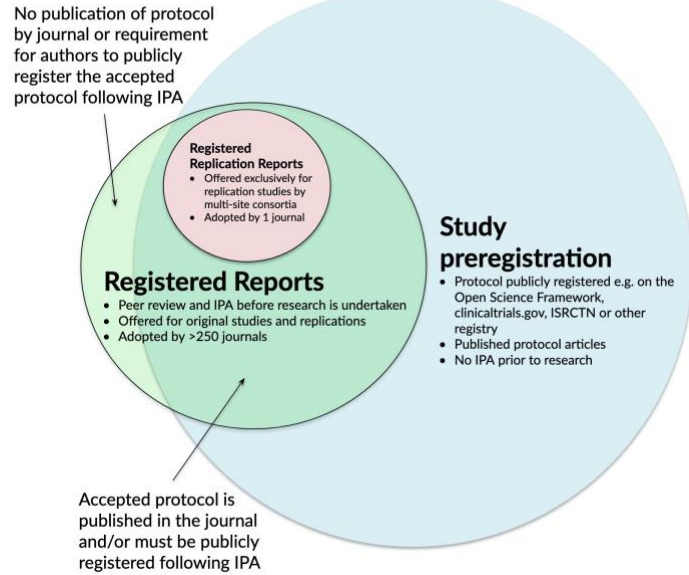 No publication of protocol
by journal or requirement
for authors to publicly
register the accepted
protocol following IPA
Registered
Replication Reports
• Offered exclusively for
replication studies by
multi-site consortia
• Adopted by 1 journal
Registered Reports
• Peer review and IPA before research is undertaken
• Offered for original studies and replications
• Adopted by >250 journals
Study
preregistration
• Protocol publicly registered e.g. on the
Open Science Framework,
clinicaltrials.gov, ISRCTN or other
registry
• Published protocol articles
• No IPA prior to research
Accepted protocol is
published in the journal
and/or must be publicly
registered following IPA